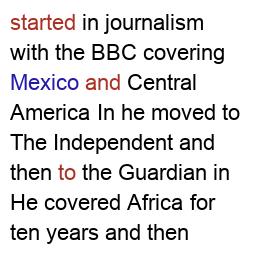 started in journalism
with the BBC covering
Mexico and Central
America In he moved to
The Independent and
then to the Guardian in
He covered Africa for
ten years and then